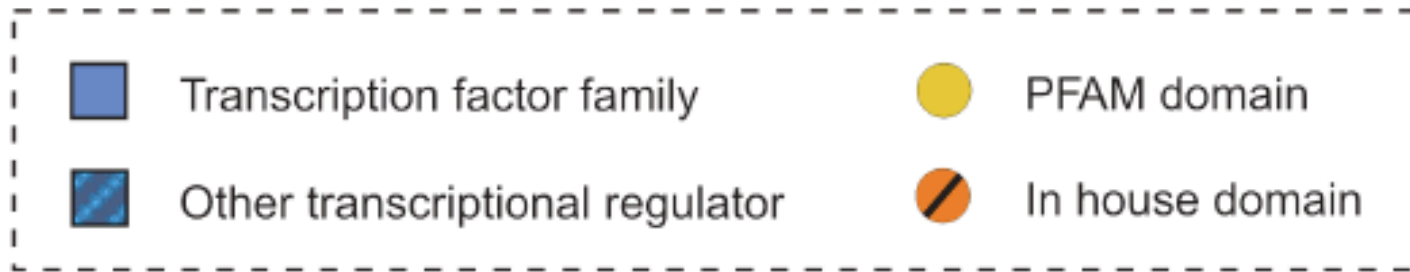 Transcription factor family
PFAM domain
Other transcriptional regulator
In house domain